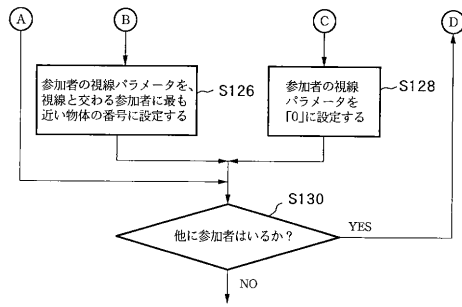 A
B
C
D
参加者の視線パラメータを、
視線と交わる参加者に最も
近い物体の番号に設定する
S126
参加者の視線
パラメータを
「0」に設定する
S128
S130
他に参加者はいるか？
YES
NO